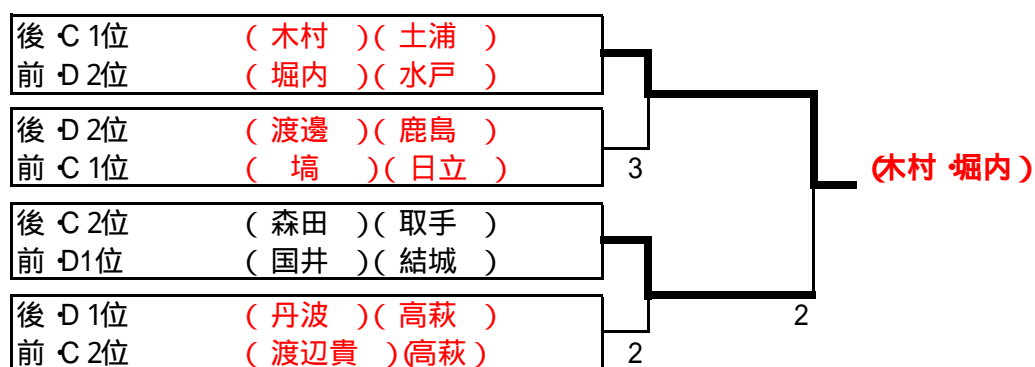 後・C 1位 ( 木村 )( 土浦 )
前・D 2位 ( 堀内 )( 水戸 )
後・D 2位 ( 渡邊 )( 鹿島 )
前・C 1位 ( 塙 )( 日立 )
3
(木村・堀内)
後・C 2位 ( 森田 )( 取手 )
前・D1位 ( 国井 )( 結城 )
後・D 1位 ( 丹波 )( 高萩 )
2
前・C 2位 ( 渡辺貴 )(高萩 )
2